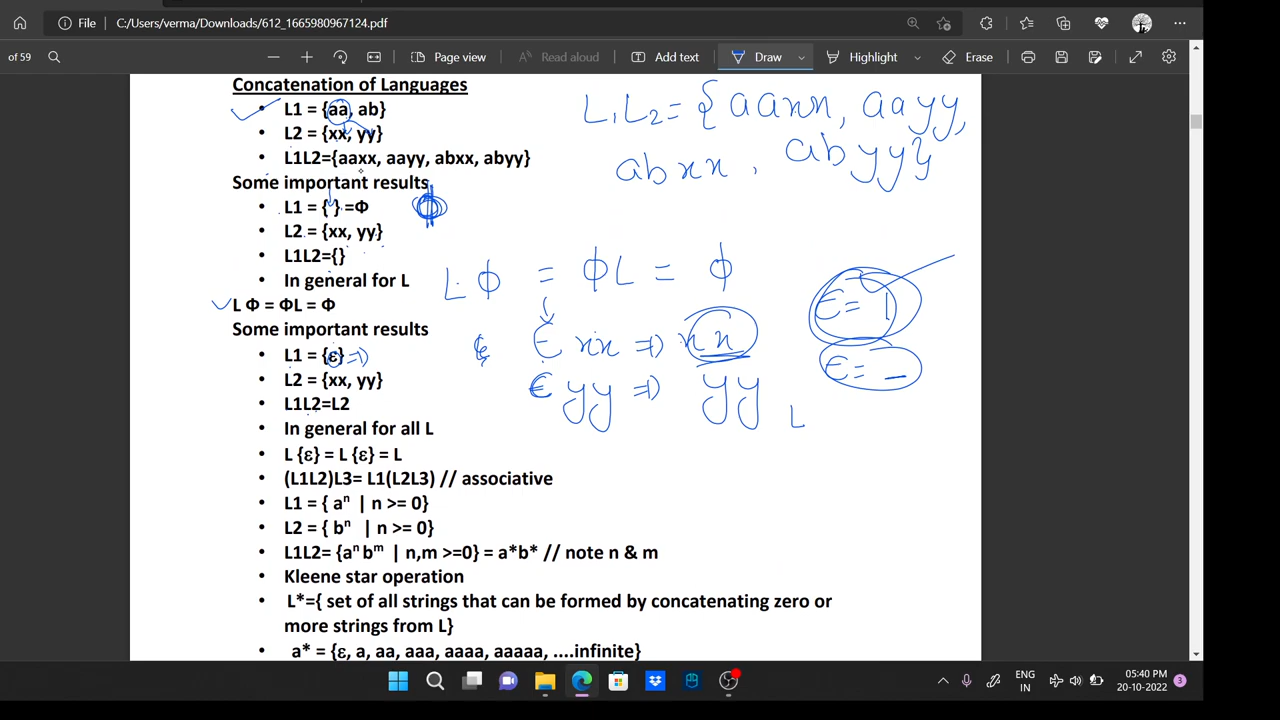 File C:/Users/verma/Downloads/612_1665980967124.pdf
of 59 Page view Read aloud Add text Draw Highlight Erase
Concatenation of Languages
• L1 = {aa, ab}
• L2 = {xx, yy}
• L1L2={aaxx, aayy, abxx, abyy}
L1L2= { aaxx, aayy,
abxx, abyy}
Some important results
• L1 = { } =Φ Φ
• L2 = {xx, yy}
• L1L2={}
• In general for L
LΦ = ΦL = Φ
L Φ = ΦL = Φ
Some important results
• L1 = {ε} =>
ϵ xx => xx
ϵ = 1
• L2 = {xx, yy}
ϵ yy => yy
ϵ = _
• L1L2=L2
L
• In general for all L
• L {ε} = L {ε} = L
• (L1L2)L3= L1(L2L3) // associative
• L1 = { aⁿ | n >= 0}
• L2 = { bⁿ | n >= 0}
• L1L2= {aⁿ bᵐ | n,m >=0} = a*b* // note n & m
• Kleene star operation
• L*={ set of all strings that can be formed by concatenating zero or
more strings from L}
• a* = {ε, a, aa, aaa, aaaa, aaaaa, ....infinite}
ENG 05:40 PM
IN 20-10-2022 3